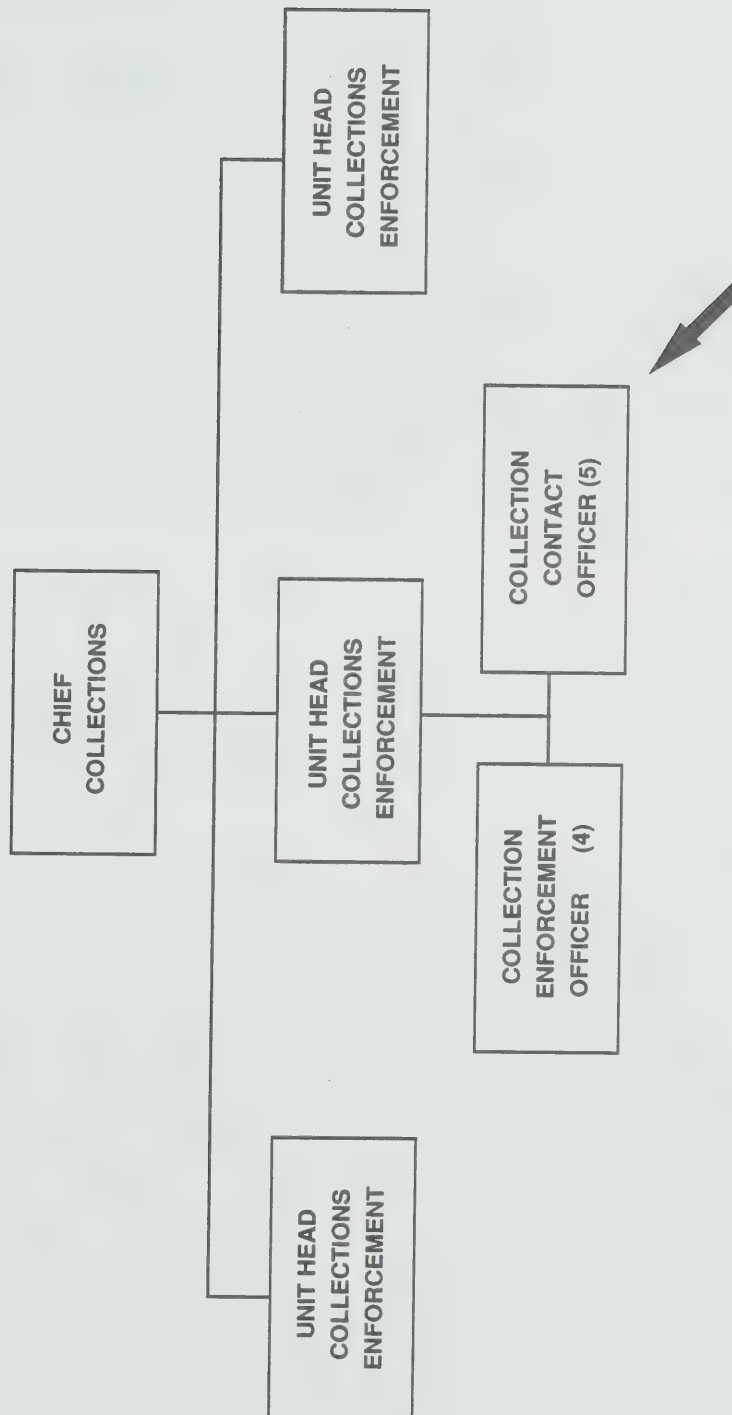 CHIEF
COLLECTIONS
UNIT HEAD
COLLECTIONS
ENFORCEMENT
UNIT HEAD
COLLECTIONS
ENFORCEMENT
UNIT HEAD
COLLECTIONS
ENFORCEMENT
COLLECTION
ENFORCEMENT
OFFICER (4)
COLLECTION
CONTACT
OFFICER (5)